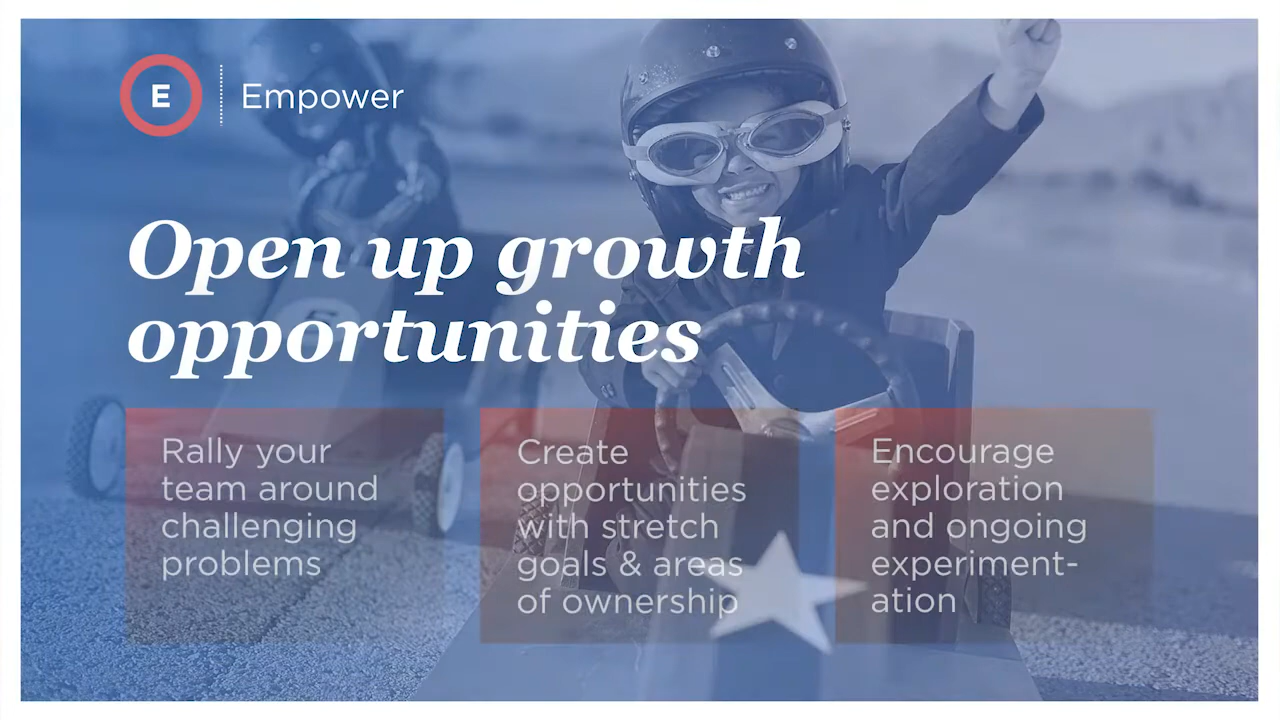 E
Empower
Open up growth
opportunities
Rally your
team around
challenging
problems
Create
opportunities
with stretch
goals & areas
of ownership
Encourage
exploration
and ongoing
experiment-
ation